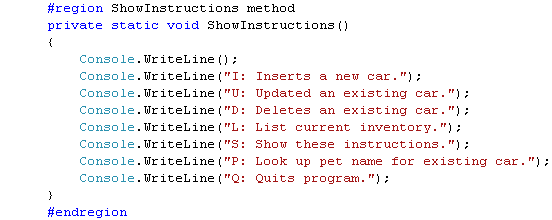 #region ShowInstructions method
private static void ShowInstructions()
{
Console.WriteLine();
Console.WriteLine("I: Inserts a new car.");
Console.WriteLine("U: Updated an existing car.");
Console.WriteLine("D: Deletes an existing car.");
Console.WriteLine("L: List current inventory.");
Console.WriteLine("S: Show these instructions.");
Console.WriteLine("P: Look up pet name for existing car.");
Console.WriteLine("Q: Quits program.");
}
#endregion